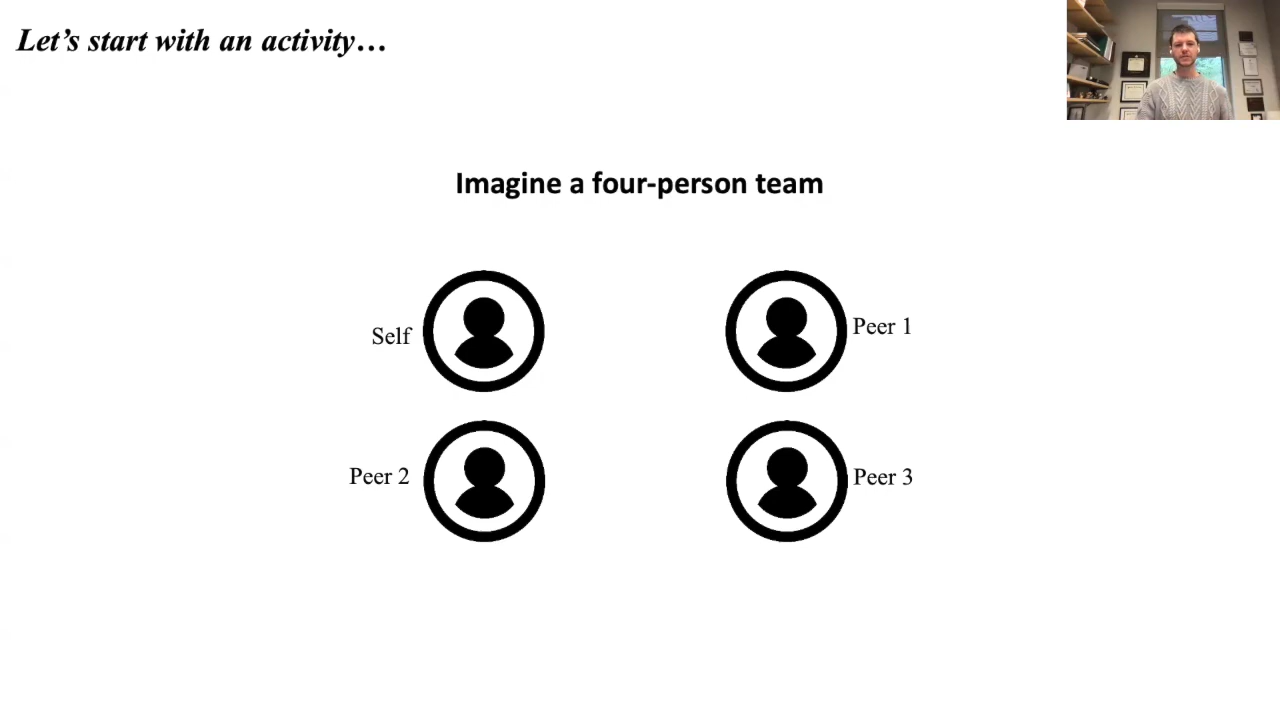 Let's start with an activity…
Imagine a four-person team
Self
Peer 1
Peer 2
Peer 3